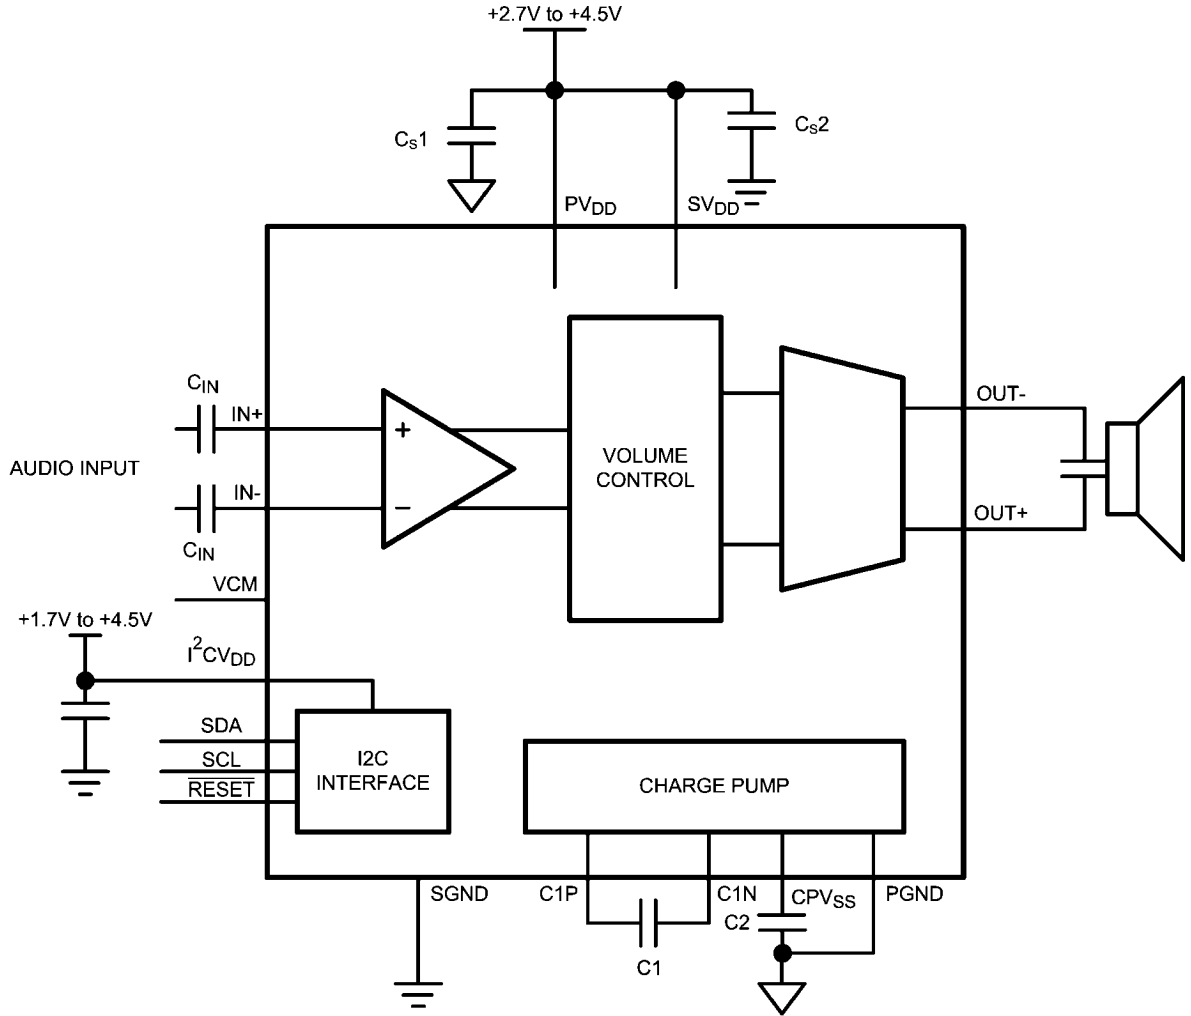 +2.7V to +4.5V
CS1
CS2
PVDD
SVDD
CIN
IN+
+
AUDIO INPUT
VOLUME
CONTROL
IN-
−
CIN
OUT-
OUT+
VCM
+1.7V to +4.5V
I2CVDD
SDA
SCL
RESET
I2C
INTERFACE
CHARGE PUMP
SGND
C1P
C1N
CPVSS
PGND
C2
C1